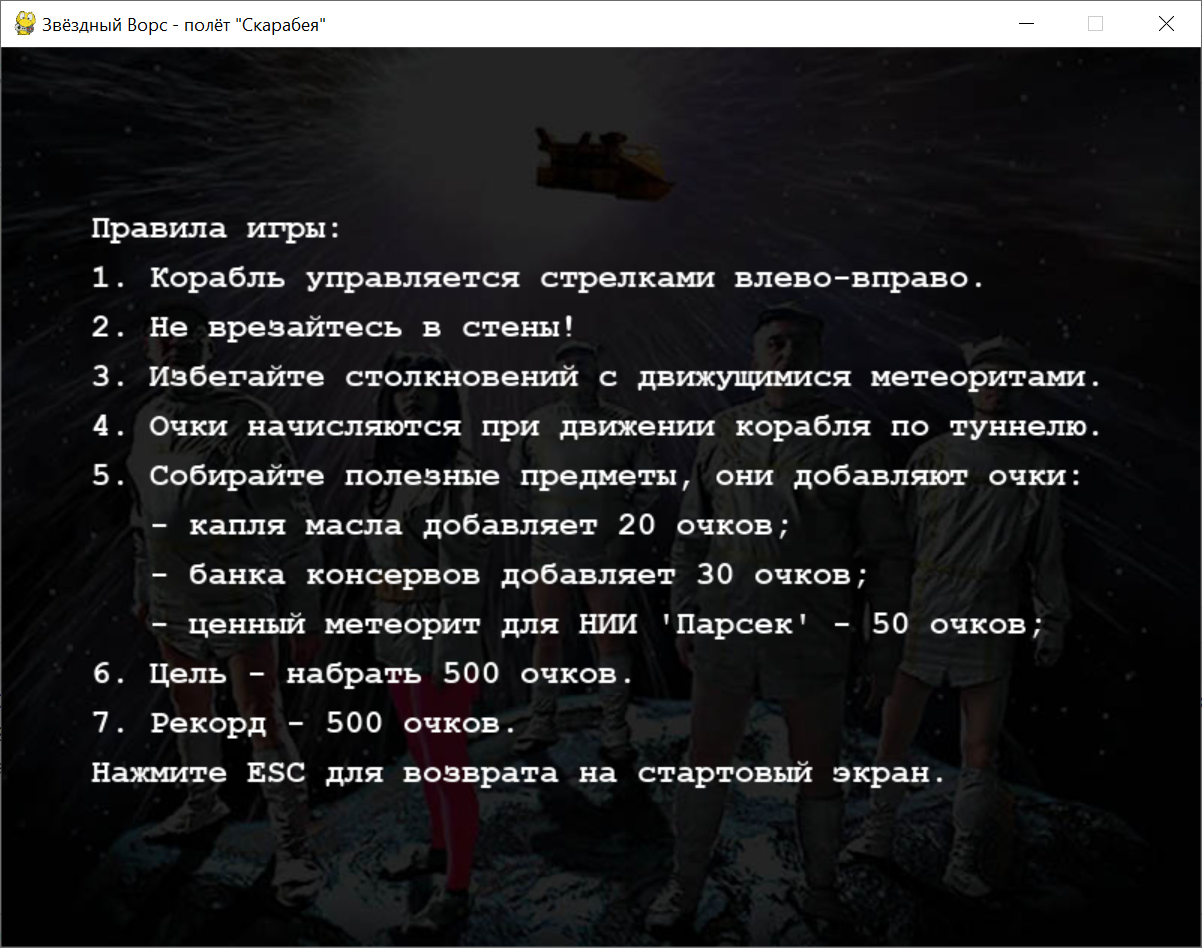 Звёздный Ворс - полёт "Скарабея"
Правила игры:
1. Корабль управляется стрелками влево-вправо.
2. Не врезайтесь в стены!
3. Избегайте столкновений с движущимися метеоритами.
4. Очки начисляются при движении корабля по туннелю.
5. Собирайте полезные предметы, они добавляют очки:
- капля масла добавляет 20 очков;
- банка консервов добавляет 30 очков;
- ценный метеорит для НИИ 'Парсек' - 50 очков;
6. Цель - набрать 500 очков.
7. Рекорд - 500 очков.
Нажмите ESC для возврата на стартовый экран.